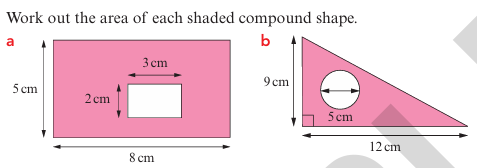 Work out the area of each shaded compound shape.
a
3 cm
5 cm
2 cm
8 cm
b
9 cm
5 cm
12 cm